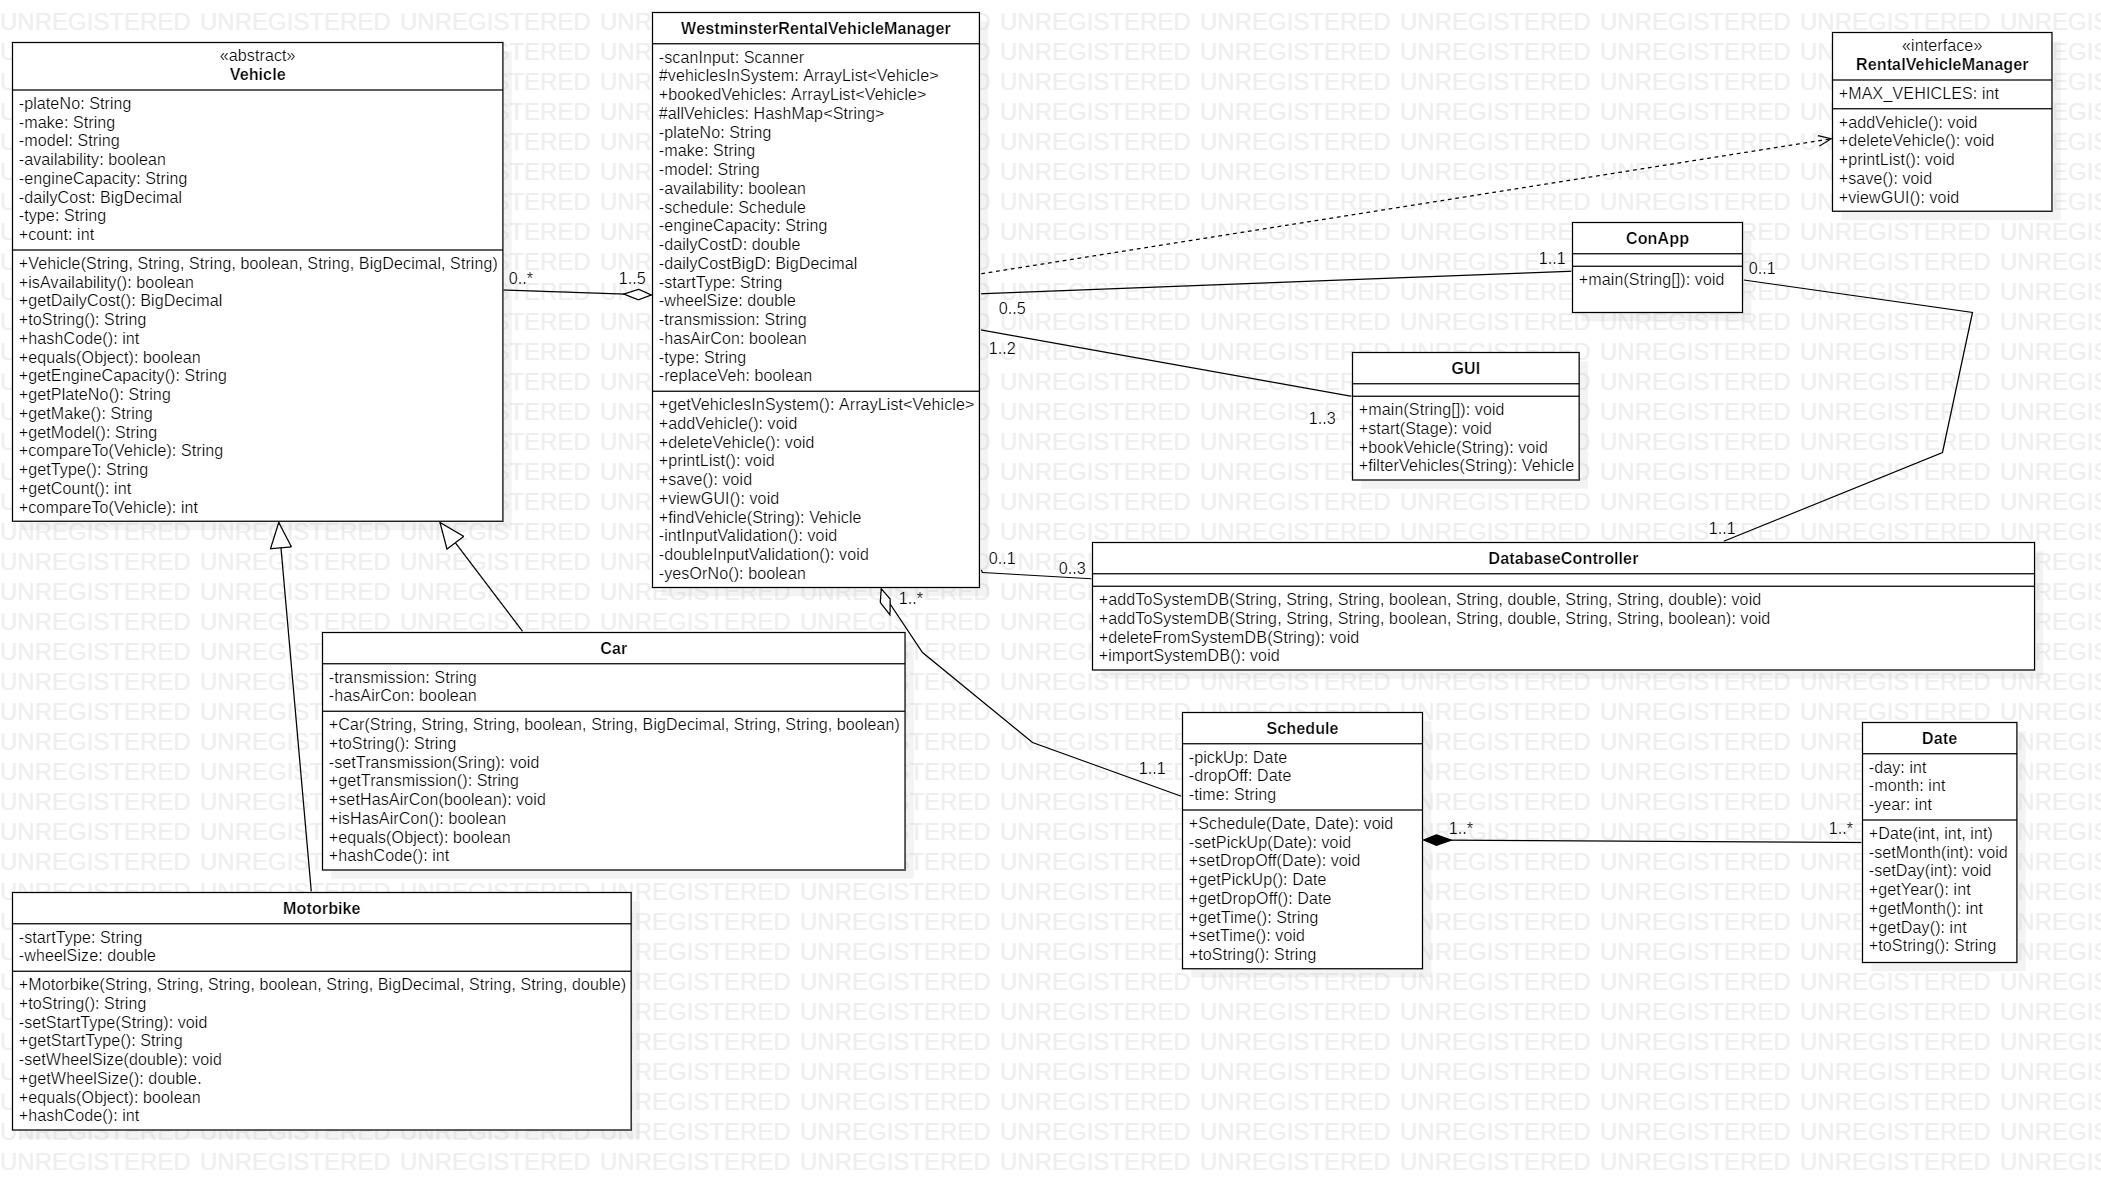 «abstract»
Vehicle
-plateNo: String
-make: String
-model: String
-availability: boolean
-engineCapacity: String
-dailyCost: BigDecimal
-type: String
+count: int
+Vehicle(String, String, String, boolean, String, BigDecimal, String)
+isAvailability(): boolean
+getDailyCost(): BigDecimal
+toString(): String
+hashCode(): int
+equals(Object): boolean
+getEngineCapacity(): String
+getPlateNo(): String
+getMake(): String
+getModel(): String
+compareTo(Vehicle): String
+getType(): String
+getCount(): int
+compareTo(Vehicle): int
0..*
1..5
WestminsterRentalVehicleManager
-scanInput: Scanner
#vehiclesInSystem: ArrayList<Vehicle>
+bookedVehicles: ArrayList<Vehicle>
#allVehicles: HashMap<String>
-plateNo: String
-make: String
-model: String
-availability: boolean
-schedule: Schedule
-engineCapacity: String
-dailyCostD: double
-dailyCostBigD: BigDecimal
-startType: String
-wheelSize: double
-transmission: String
-hasAirCon: boolean
-type: String
-replaceVeh: boolean
+getVehiclesInSystem(): ArrayList<Vehicle>
+addVehicle(): void
+deleteVehicle(): void
+printList(): void
+save(): void
+viewGUI(): void
+findVehicle(String): Vehicle
-intInputValidation(): void
-doubleInputValidation(): void
-yesOrNo(): boolean
«interface»
RentalVehicleManager
+MAX_VEHICLES: int
+addVehicle(): void
+deleteVehicle(): void
+printList(): void
+save(): void
+viewGUI(): void
0..5
1..1
ConApp
+main(String[]): void
0..1
1..1
1..2
1..3
GUI
+main(String[]): void
+start(Stage): void
+bookVehicle(String): void
+filterVehicles(String): Vehicle
0..1
0..3
DatabaseController
+addToSystemDB(String, String, String, boolean, String, double, String, String, double): void
+addToSystemDB(String, String, String, boolean, String, double, String, String, boolean): void
+deleteFromSystemDB(String): void
+importSystemDB(): void
Car
-transmission: String
-hasAirCon: boolean
+Car(String, String, String, boolean, String, BigDecimal, String, String, boolean)
+toString(): String
-setTransmission(Sring): void
+getTransmission(): String
+setHasAirCon(boolean): void
+isHasAirCon(): boolean
+equals(Object): boolean
+hashCode(): int
1..*
1..1
Schedule
-pickUp: Date
-dropOff: Date
-time: String
+Schedule(Date, Date): void
-setPickUp(Date): void
+setDropOff(Date): void
+getPickUp(): Date
+getDropOff(): Date
+getTime(): String
+setTime(): void
+toString(): String
1..*
1..*
Date
-day: int
-month: int
-year: int
+Date(int, int, int)
-setMonth(int): void
-setDay(int): void
+getYear(): int
+getMonth(): int
+getDay(): int
+toString(): String
Motorbike
-startType: String
-wheelSize: double
+Motorbike(String, String, String, boolean, String, BigDecimal, String, String, double)
+toString(): String
-setStartType(String): void
+getStartType(): String
-setWheelSize(double): void
+getWheelSize(): double.
+equals(Object): boolean
+hashCode(): int
UNREGISTERED